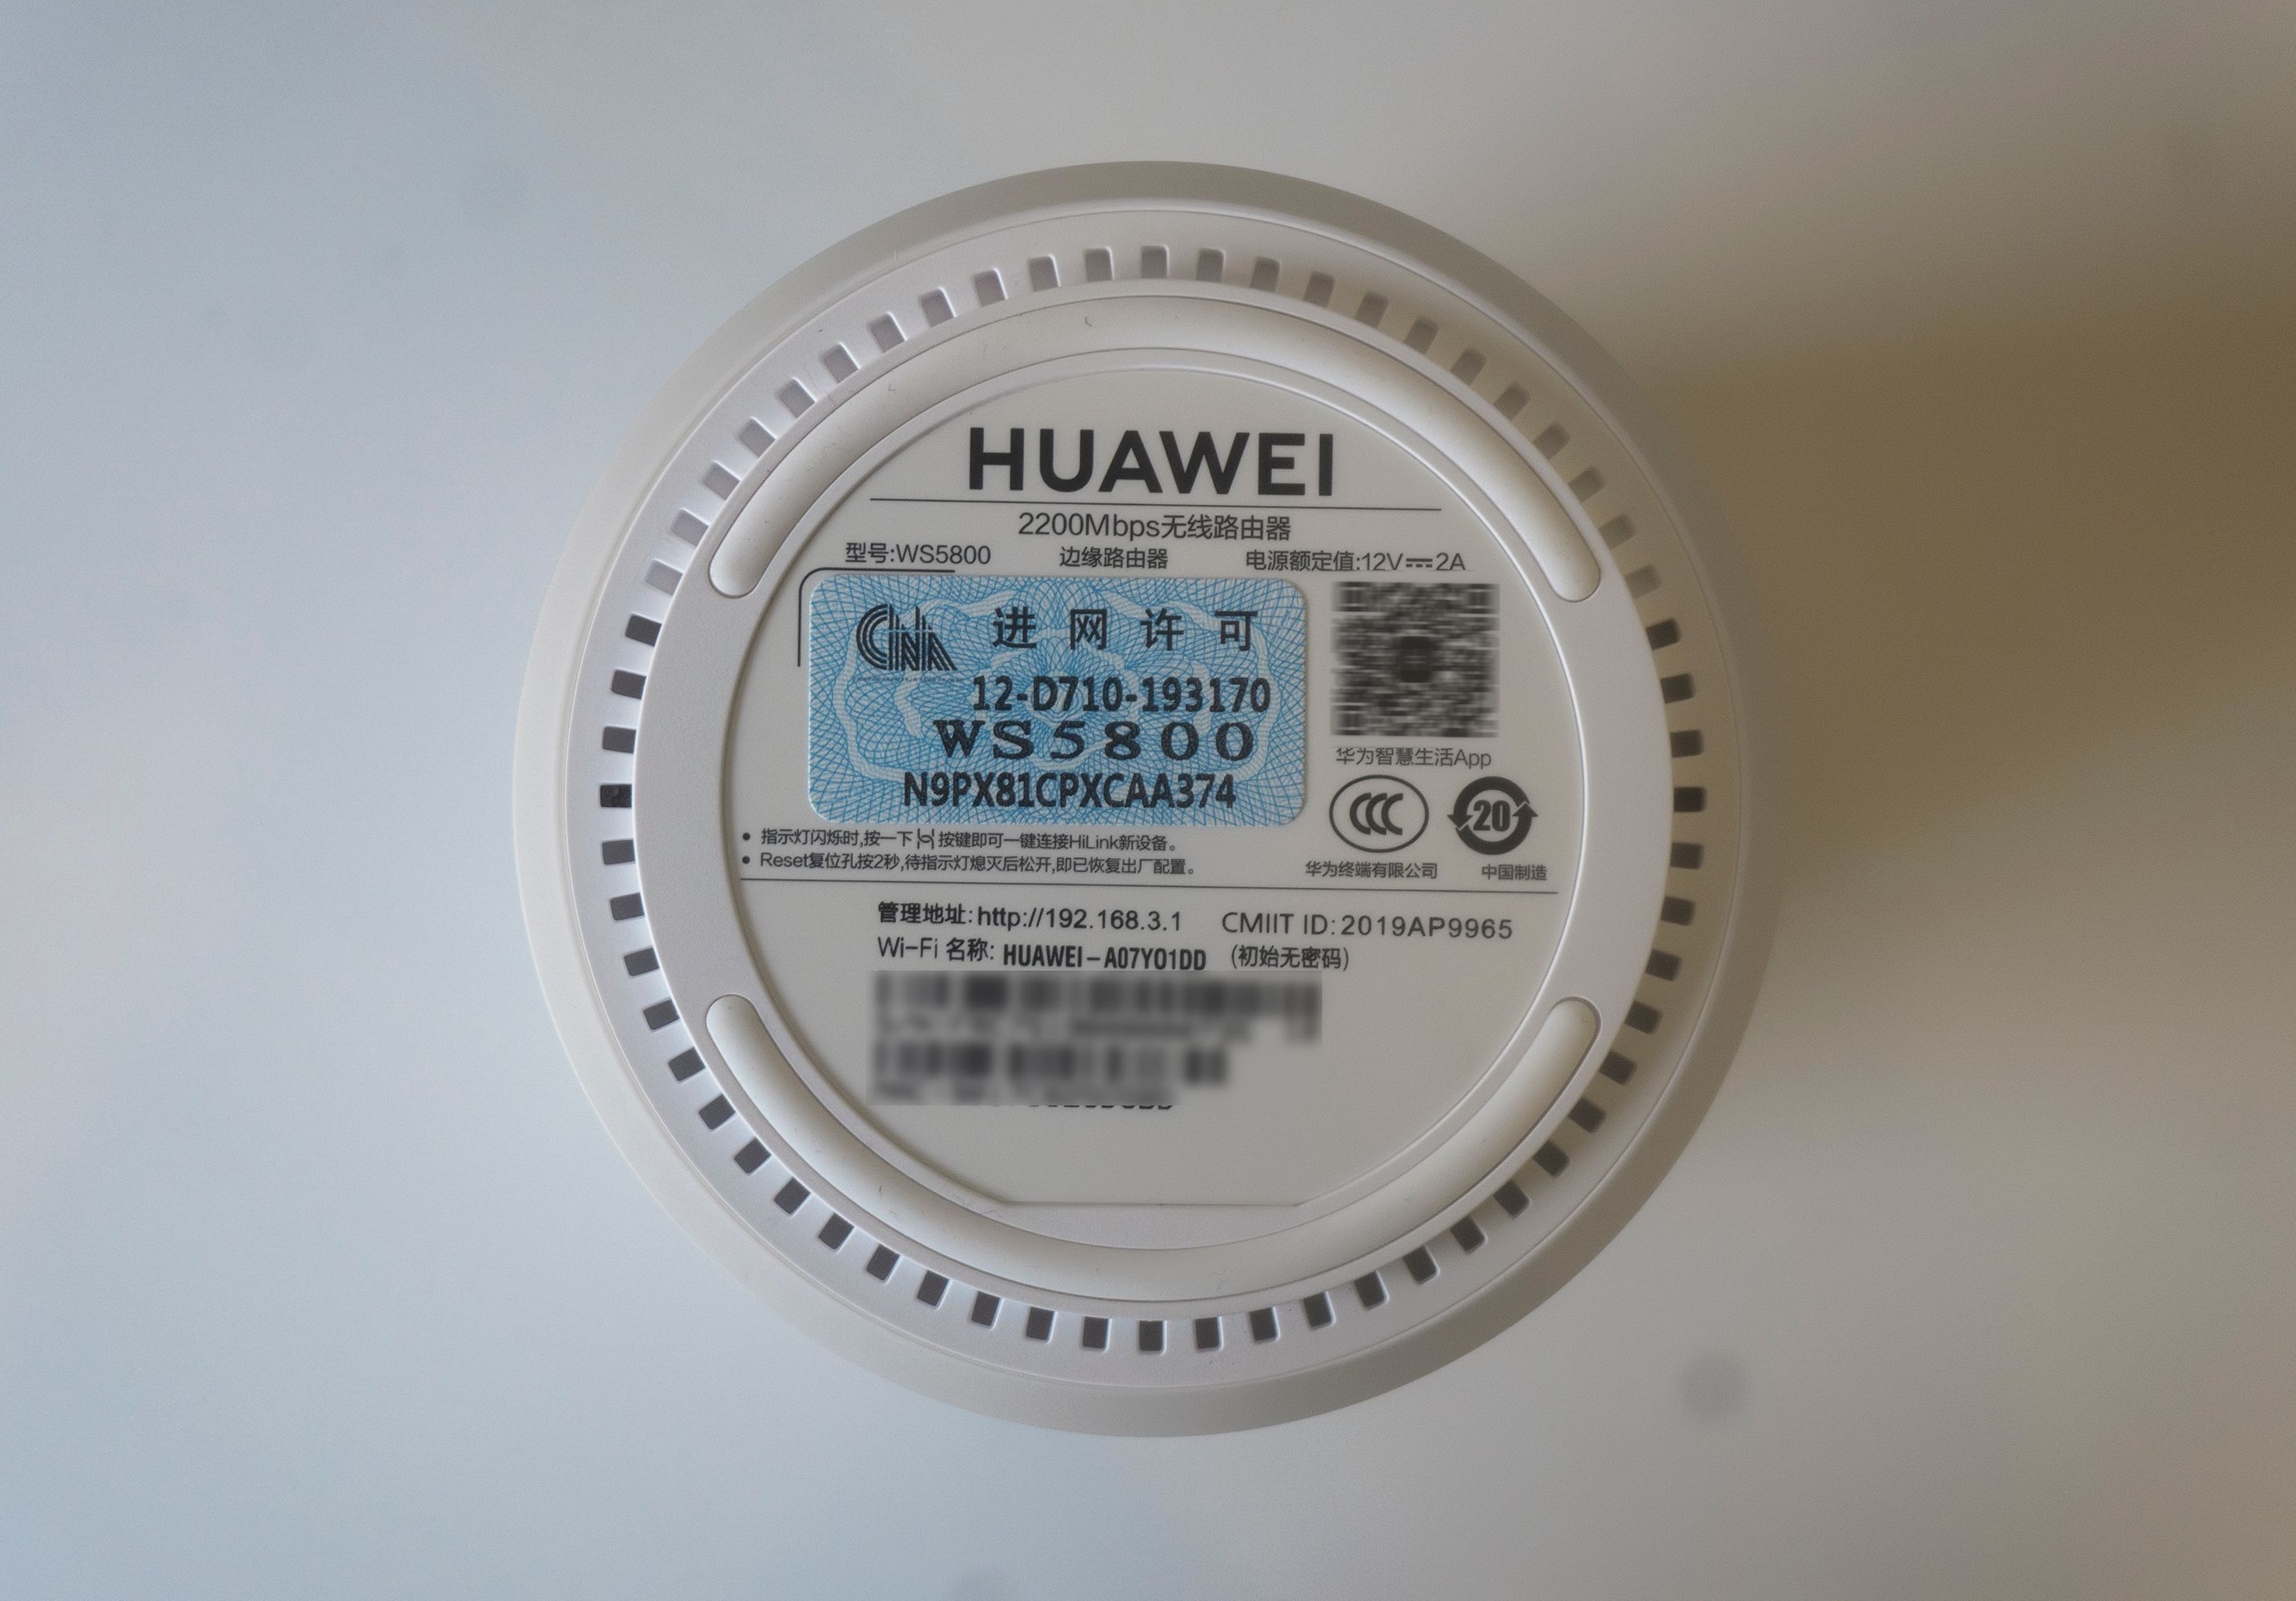 HUAWEI
2200Mbps无线路由器
型号:WS5800 边缘路由器 电源额定值:12V⎓2A
CNA 进网许可
12-D710-193170
WS5800
N9PX81CPXCAA374
华为智慧生活App
CCC 20
• 指示灯闪烁时,按一下 按键即可一键连接HiLink新设备。
• Reset复位孔按2秒,待指示灯熄灭后松开,即已恢复出厂配置。
华为终端有限公司 中国制造
管理地址:http://192.168.3.1 CMIIT ID:2019AP9965
Wi-Fi 名称: HUAWEI-A07Y01DD (初始无密码)